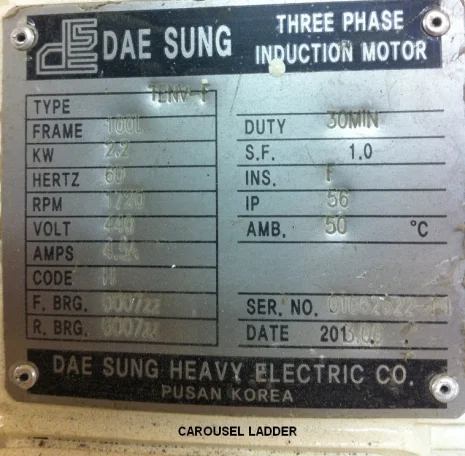 DSE DAE SUNG
THREE PHASE
INDUCTION MOTOR
TYPE TENV-F
FRAME 100L
KW 2.2
HERTZ 60
RPM 1720
VOLT 440
AMPS
CODE H
F. BRG.
R. BRG.
DUTY 30MIN
S.F. 1.0
INS. F
IP 56
AMB. 50 °C
SER. NO.
DATE
DAE SUNG HEAVY ELECTRIC CO.
PUSAN KOREA
CAROUSEL LADDER